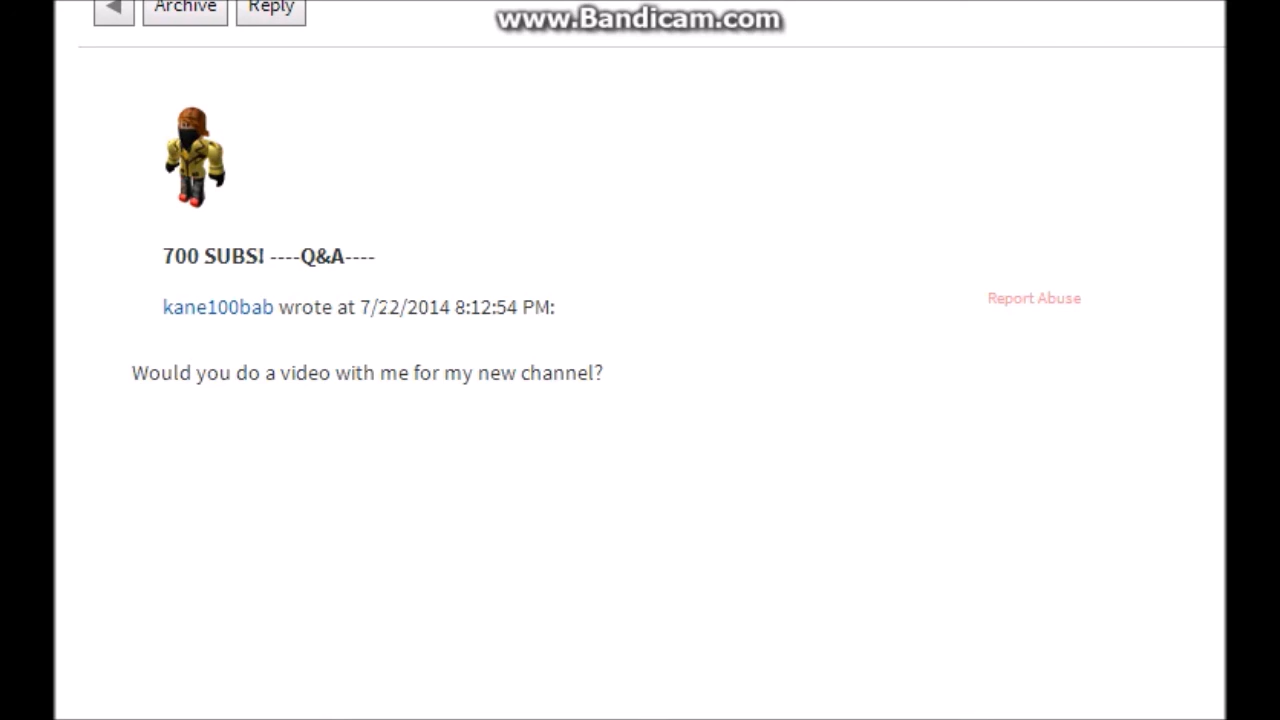 www.Bandicam.com
Archive Reply
700 SUBS! ----Q&A----
kane100bab wrote at 7/22/2014 8:12:54 PM:
Report Abuse
Would you do a video with me for my new channel?